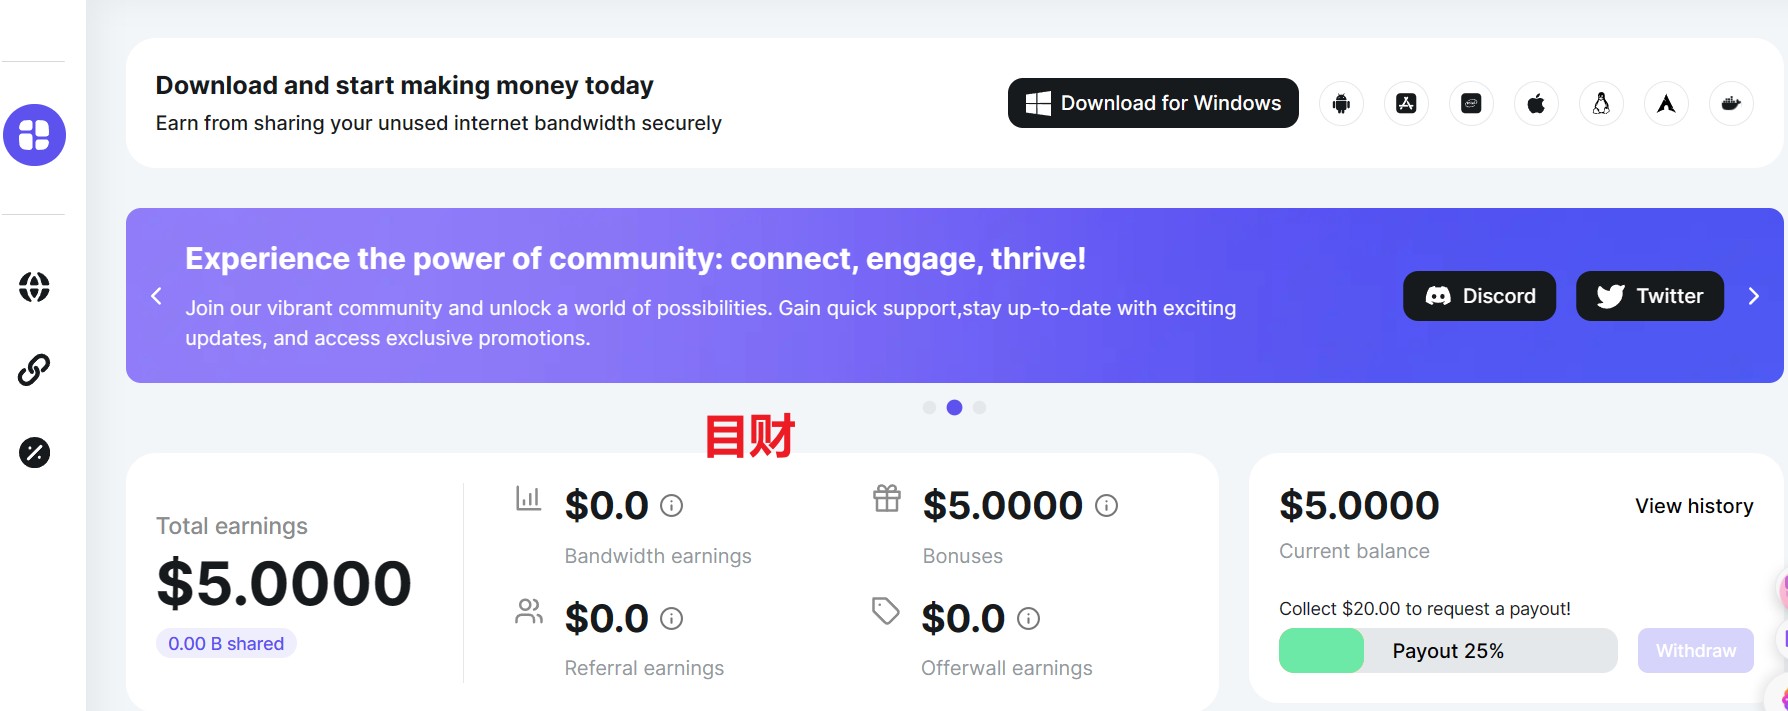 Download and start making money today
Earn from sharing your unused internet bandwidth securely
Download for Windows
Experience the power of community: connect, engage, thrive!
Join our vibrant community and unlock a world of possibilities. Gain quick support,stay up-to-date with exciting
updates, and access exclusive promotions.
Discord
Twitter
目财
Total earnings
$5.0000
0.00 B shared
$0.0
Bandwidth earnings
$5.0000
Bonuses
$0.0
Referral earnings
$0.0
Offerwall earnings
$5.0000
View history
Current balance
Collect $20.00 to request a payout!
Payout 25%
Withdraw